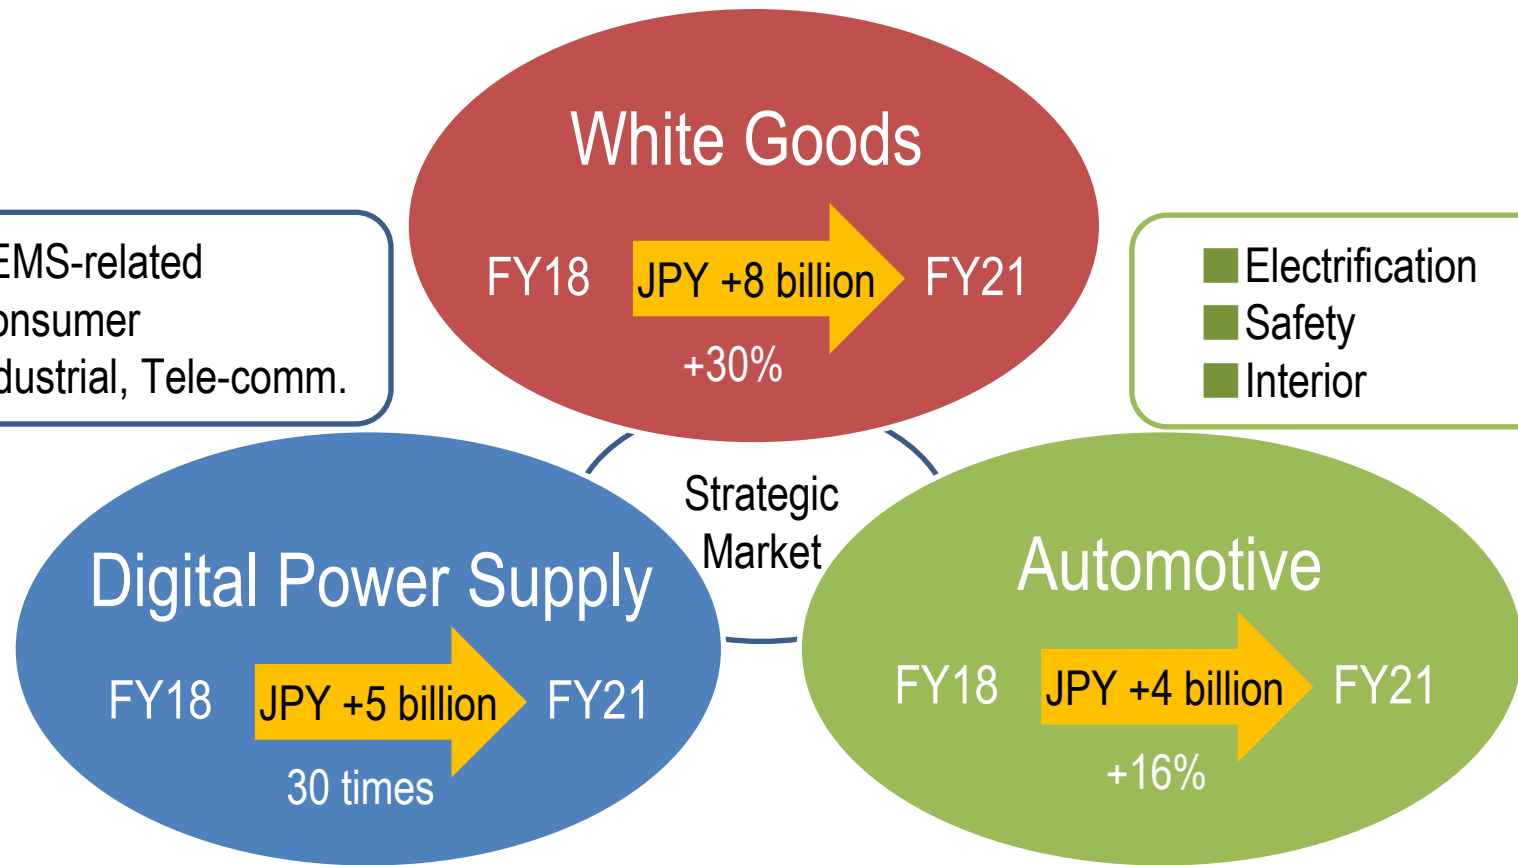 White Goods
FY18 JPY +8 billion FY21
+30%
EMS-related
onsumer
dustrial, Tele-comm.
Electrification
Safety
Interior
Strategic
Market
Digital Power Supply
FY18 JPY +5 billion FY21
30 times
Automotive
FY18 JPY +4 billion FY21
+16%